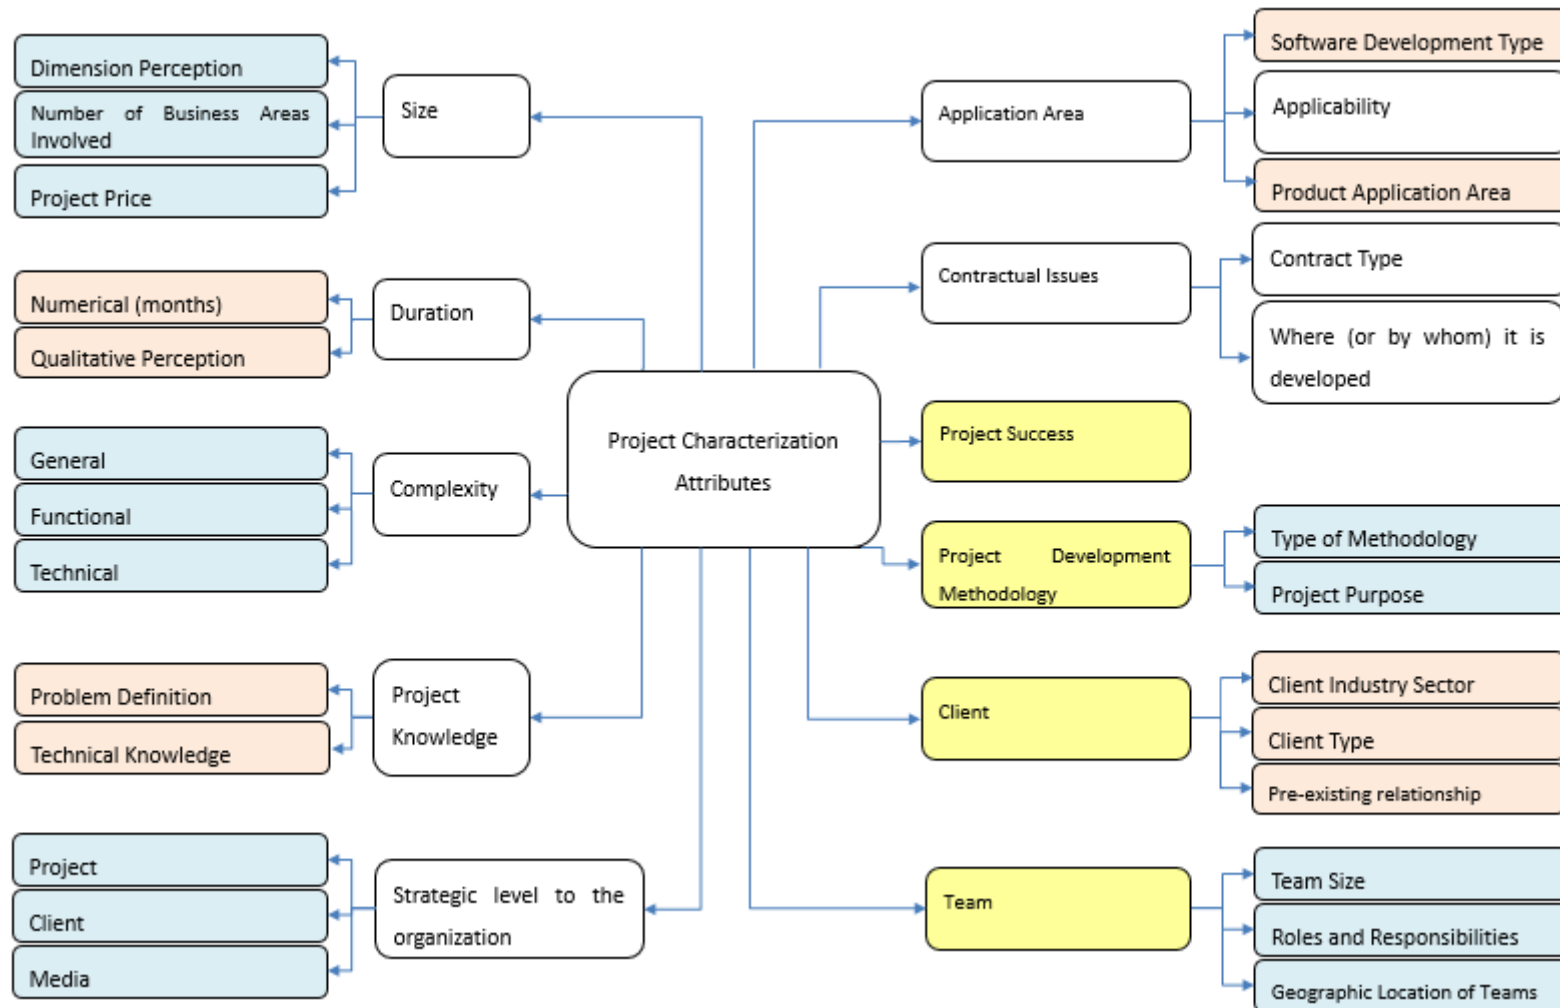 Dimension Perception
Number of Business Areas
Involved
Project Price
Size
Numerical (months)
Qualitative Perception
Duration
General
Functional
Technical
Complexity
Problem Definition
Technical Knowledge
Project
Knowledge
Project
Client
Media
Strategic level to the
organization
Project Characterization
Attributes
Application Area
Software Development Type
Applicability
Product Application Area
Contractual Issues
Contract Type
Where (or by whom) it is
developed
Project Success
Project Development
Methodology
Type of Methodology
Project Purpose
Client
Client Industry Sector
Client Type
Pre-existing relationship
Team
Team Size
Roles and Responsibilities
Geographic Location of Teams